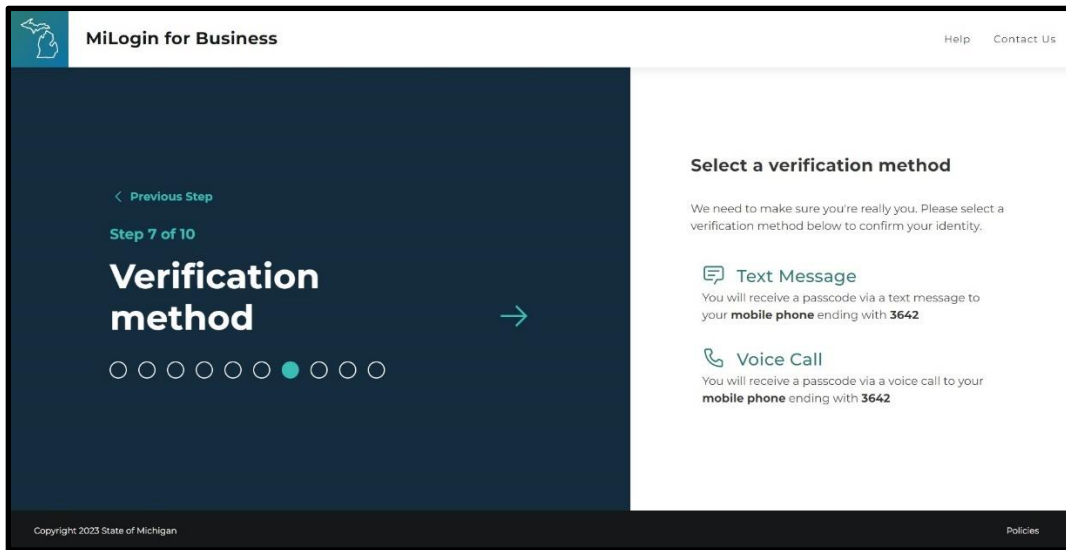 MiLogin for Business
Help Contact Us
Previous Step
Step 7 of 10
Verification
method
Select a verification method
We need to make sure you're really you. Please select a
verification method below to confirm your identity.
Text Message
You will receive a passcode via a text message to
your mobile phone ending with 3642
Voice Call
You will receive a passcode via a voice call to your
mobile phone ending with 3642
Copyright 2023 State of Michigan
Policies